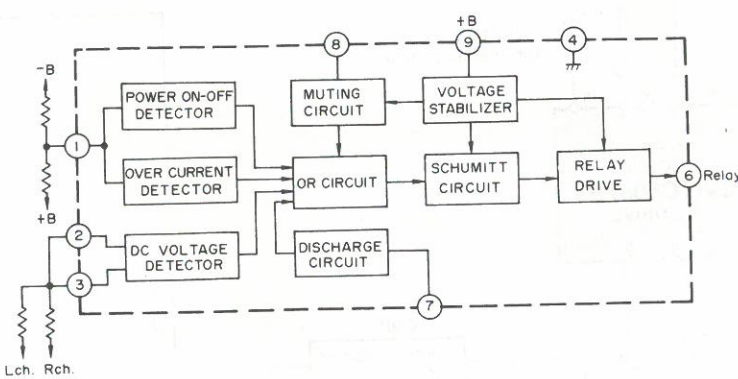 +B
8
9
4
−B
POWER ON-OFF
DETECTOR
MUTING
CIRCUIT
VOLTAGE
STABILIZER
1
OVER CURRENT
DETECTOR
OR CIRCUIT
SCHUMITT
CIRCUIT
RELAY
DRIVE
6 Relay
+B
2
DC VOLTAGE
DETECTOR
DISCHARGE
CIRCUIT
3
7
Lch. Rch.